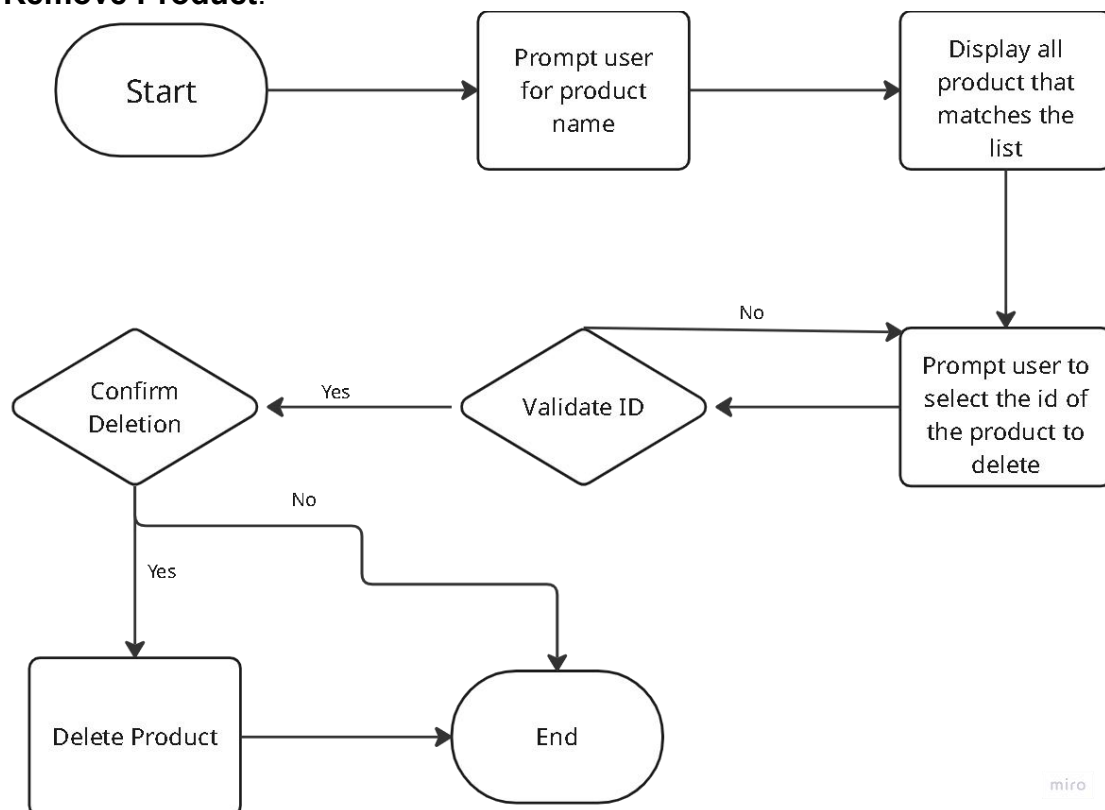 Remove Product:
Start
Prompt user
for product
name
Display all
product that
matches the
list
No
Prompt user to
select the id of
the product to
delete
Validate ID
Yes
Confirm
Deletion
No
Yes
Delete Product
End
miro